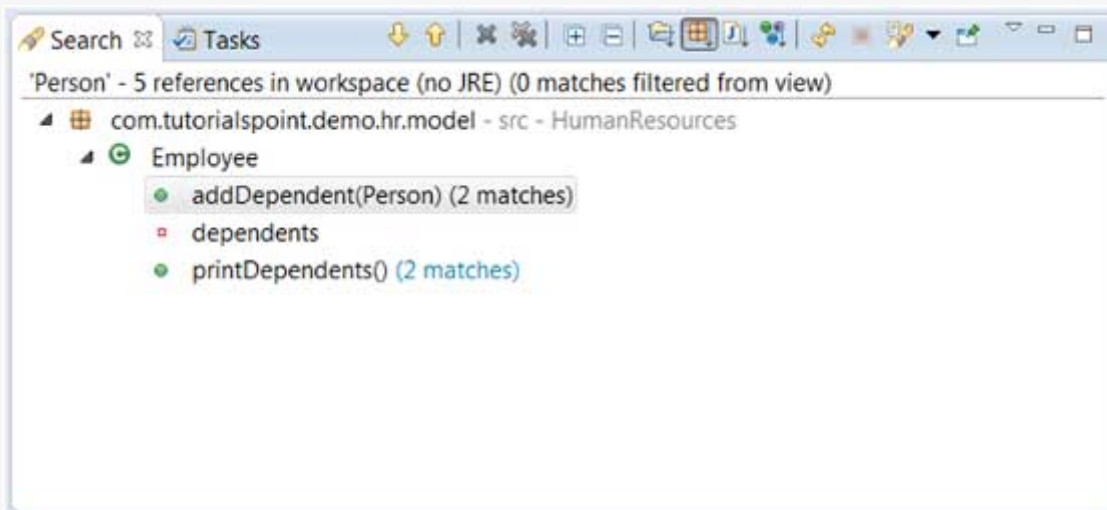 Search Tasks
'Person' - 5 references in workspace (no JRE) (0 matches filtered from view)
com.tutorialspoint.demo.hr.model - src - HumanResources
Employee
addDependent(Person) (2 matches)
dependents
printDependents() (2 matches)